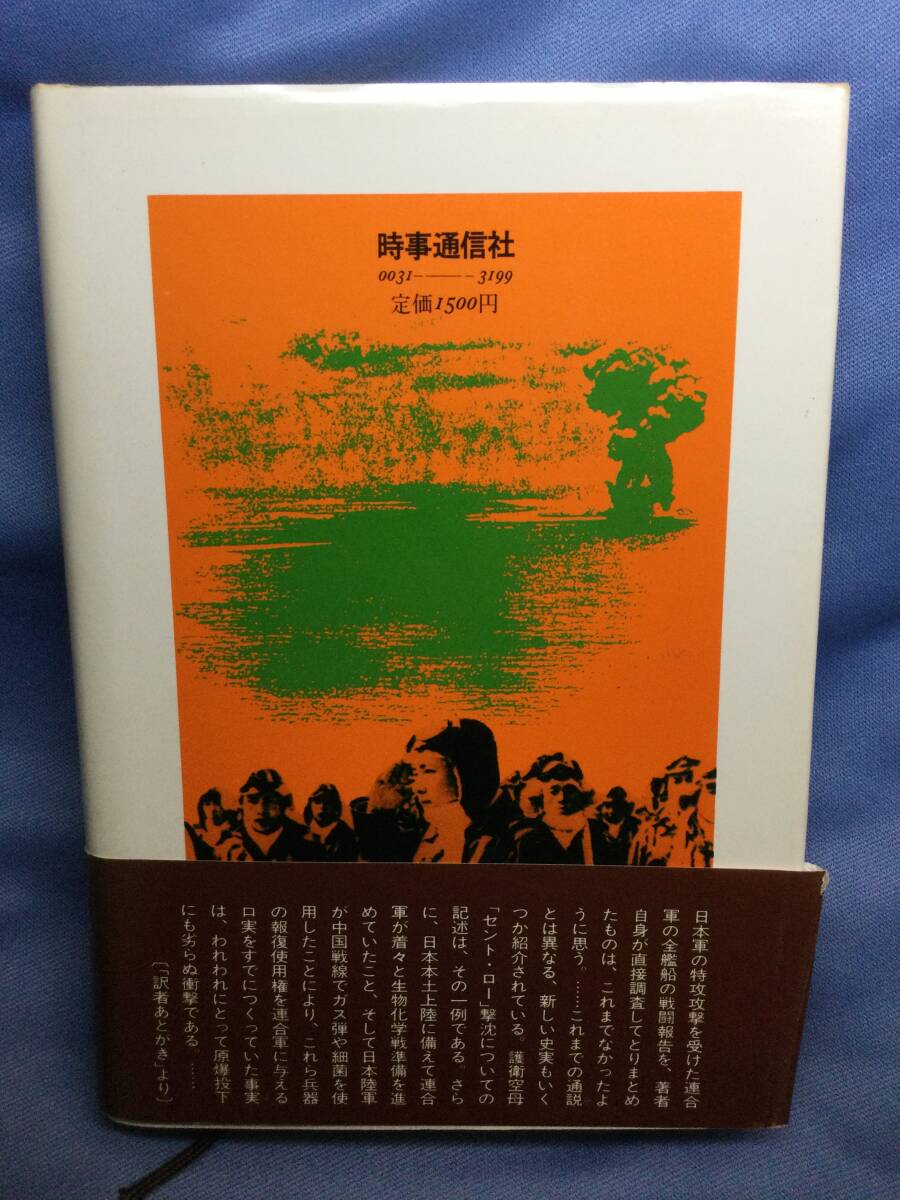 時事通信社
0031――3199
定価1500円
日本軍の特攻攻撃を受けた連合
軍の全艦船の戦闘報告を、著者
自身が直接調査してとりまとめ
たものは、これまでなかったよ
うに思う。……これまでの通説
とは異なる、新しい史実もいく
つか紹介されている。護衛空母
「セント・ロー」撃沈についての
記述は、その一例である。さら
に、日本本土上陸に備えて連合
軍が着々と生物化学戦準備を進
めていたこと、そして日本陸軍
が中国戦線でガス弾や細菌を使
用したことにより、これら兵器
の報復使用権を連合軍に与える
口実をすでにつくっていた事実
は、われわれにとって原爆投下
にも劣らぬ衝撃である。……
〔「訳者あとがき」より〕